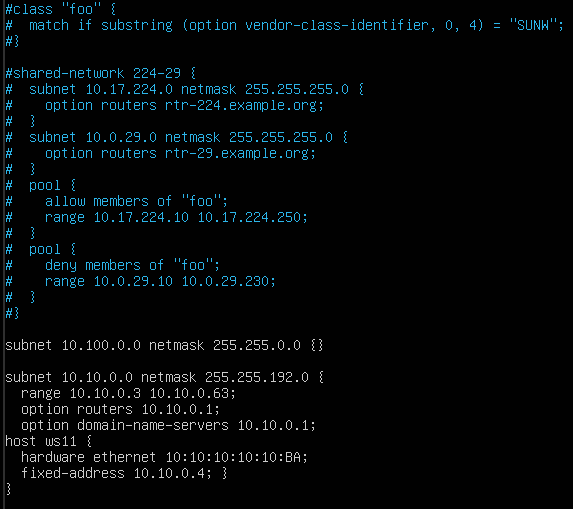 #class "foo" {
#  match if substring (option vendor-class-identifier, 0, 4) = "SUNW";
#}

#shared-network 224-29 {
#  subnet 10.17.224.0 netmask 255.255.255.0 {
#    option routers rtr-224.example.org;
#  }
#  subnet 10.0.29.0 netmask 255.255.255.0 {
#    option routers rtr-29.example.org;
#  }
#  pool {
#    allow members of "foo";
#    range 10.17.224.10 10.17.224.250;
#  }
#  pool {
#    deny members of "foo";
#    range 10.0.29.10 10.0.29.230;
#  }
#}

subnet 10.100.0.0 netmask 255.255.0.0 {}

subnet 10.10.0.0 netmask 255.255.192.0 {
  range 10.10.0.3 10.10.0.63;
  option routers 10.10.0.1;
  option domain-name-servers 10.10.0.1;
host ws11 {
  hardware ethernet 10:10:10:10:10:BA;
  fixed-address 10.10.0.4; }
}